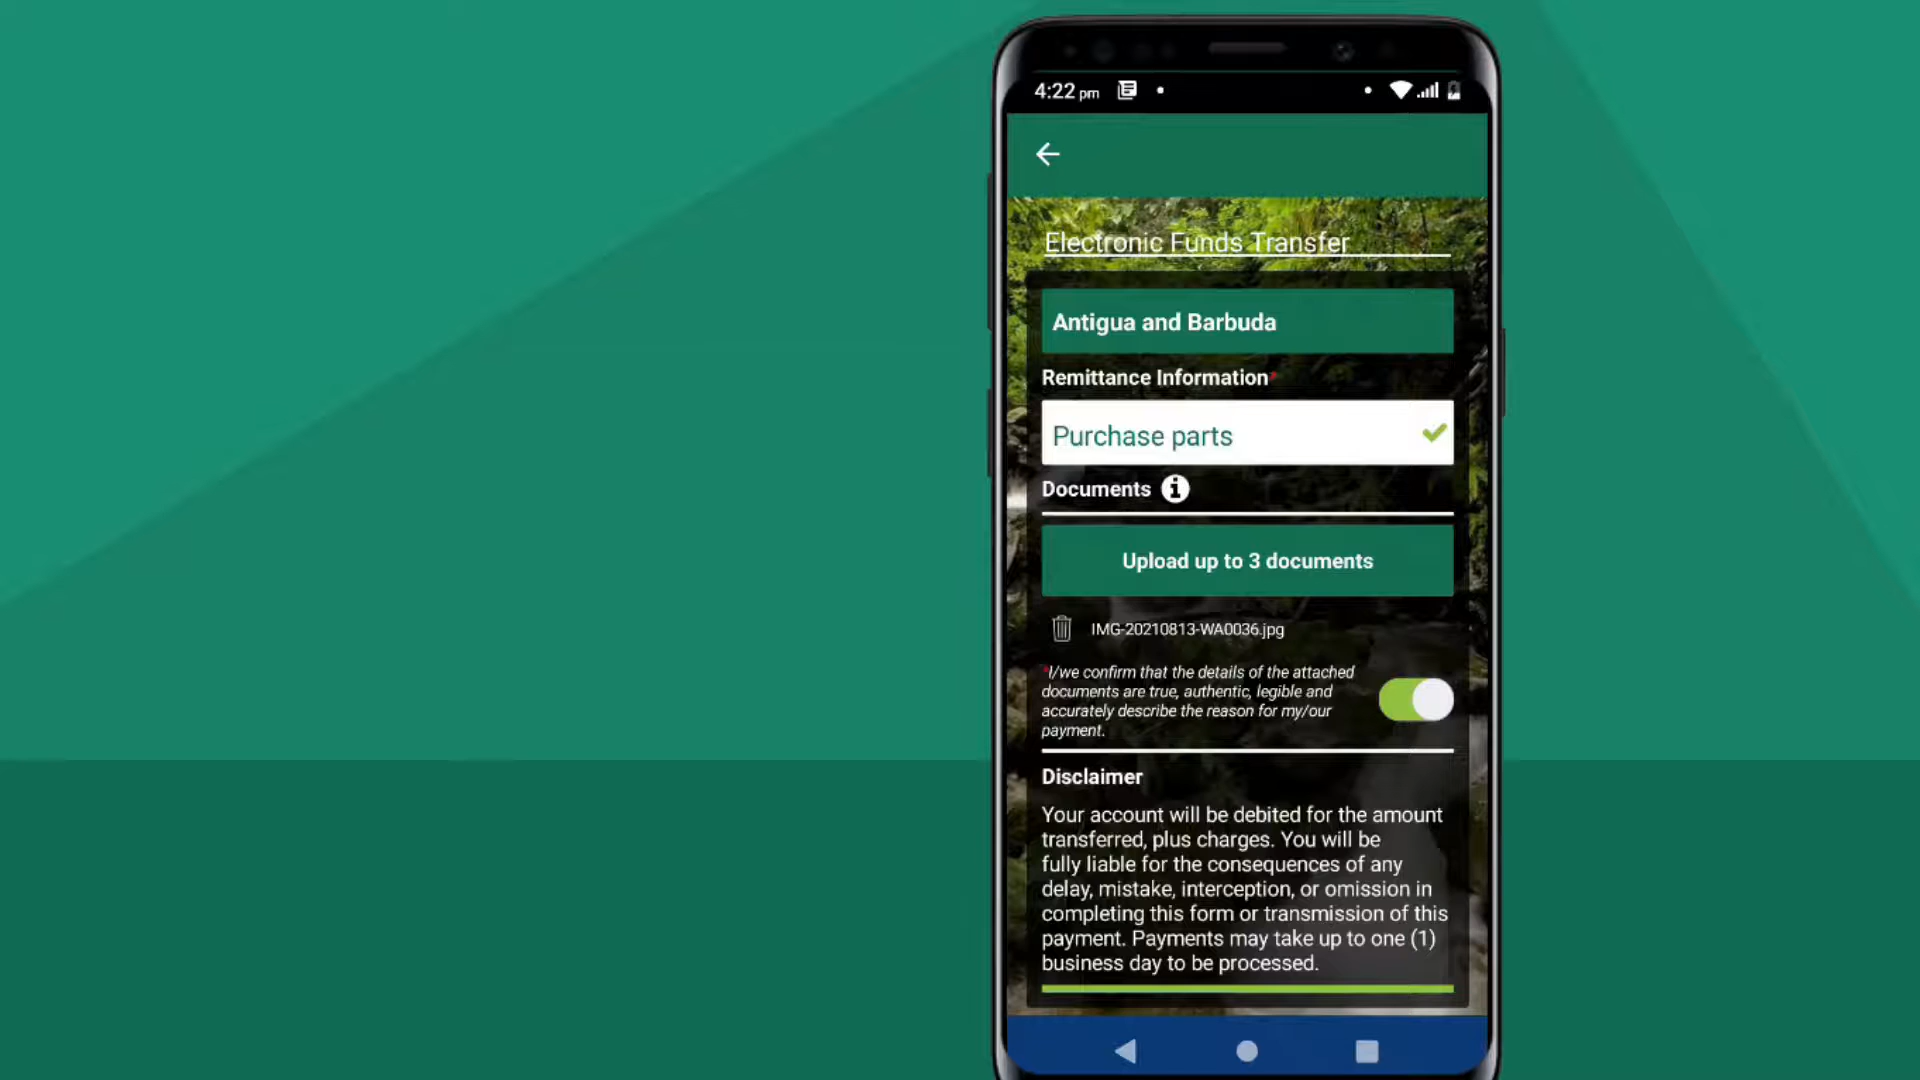 4:22 pm
Electronic Funds Transfer
Antigua and Barbuda
Remittance Information*
Purchase parts
Documents
Upload up to 3 documents
IMG-20210813-WA0036.jpg
*I/we confirm that the details of the attached
documents are true, authentic, legible and
accurately describe the reason for my/our
payment.
Disclaimer
Your account will be debited for the amount
transferred, plus charges. You will be
fully liable for the consequences of any
delay, mistake, interception, or omission in
completing this form or transmission of this
payment. Payments may take up to one (1)
business day to be processed.